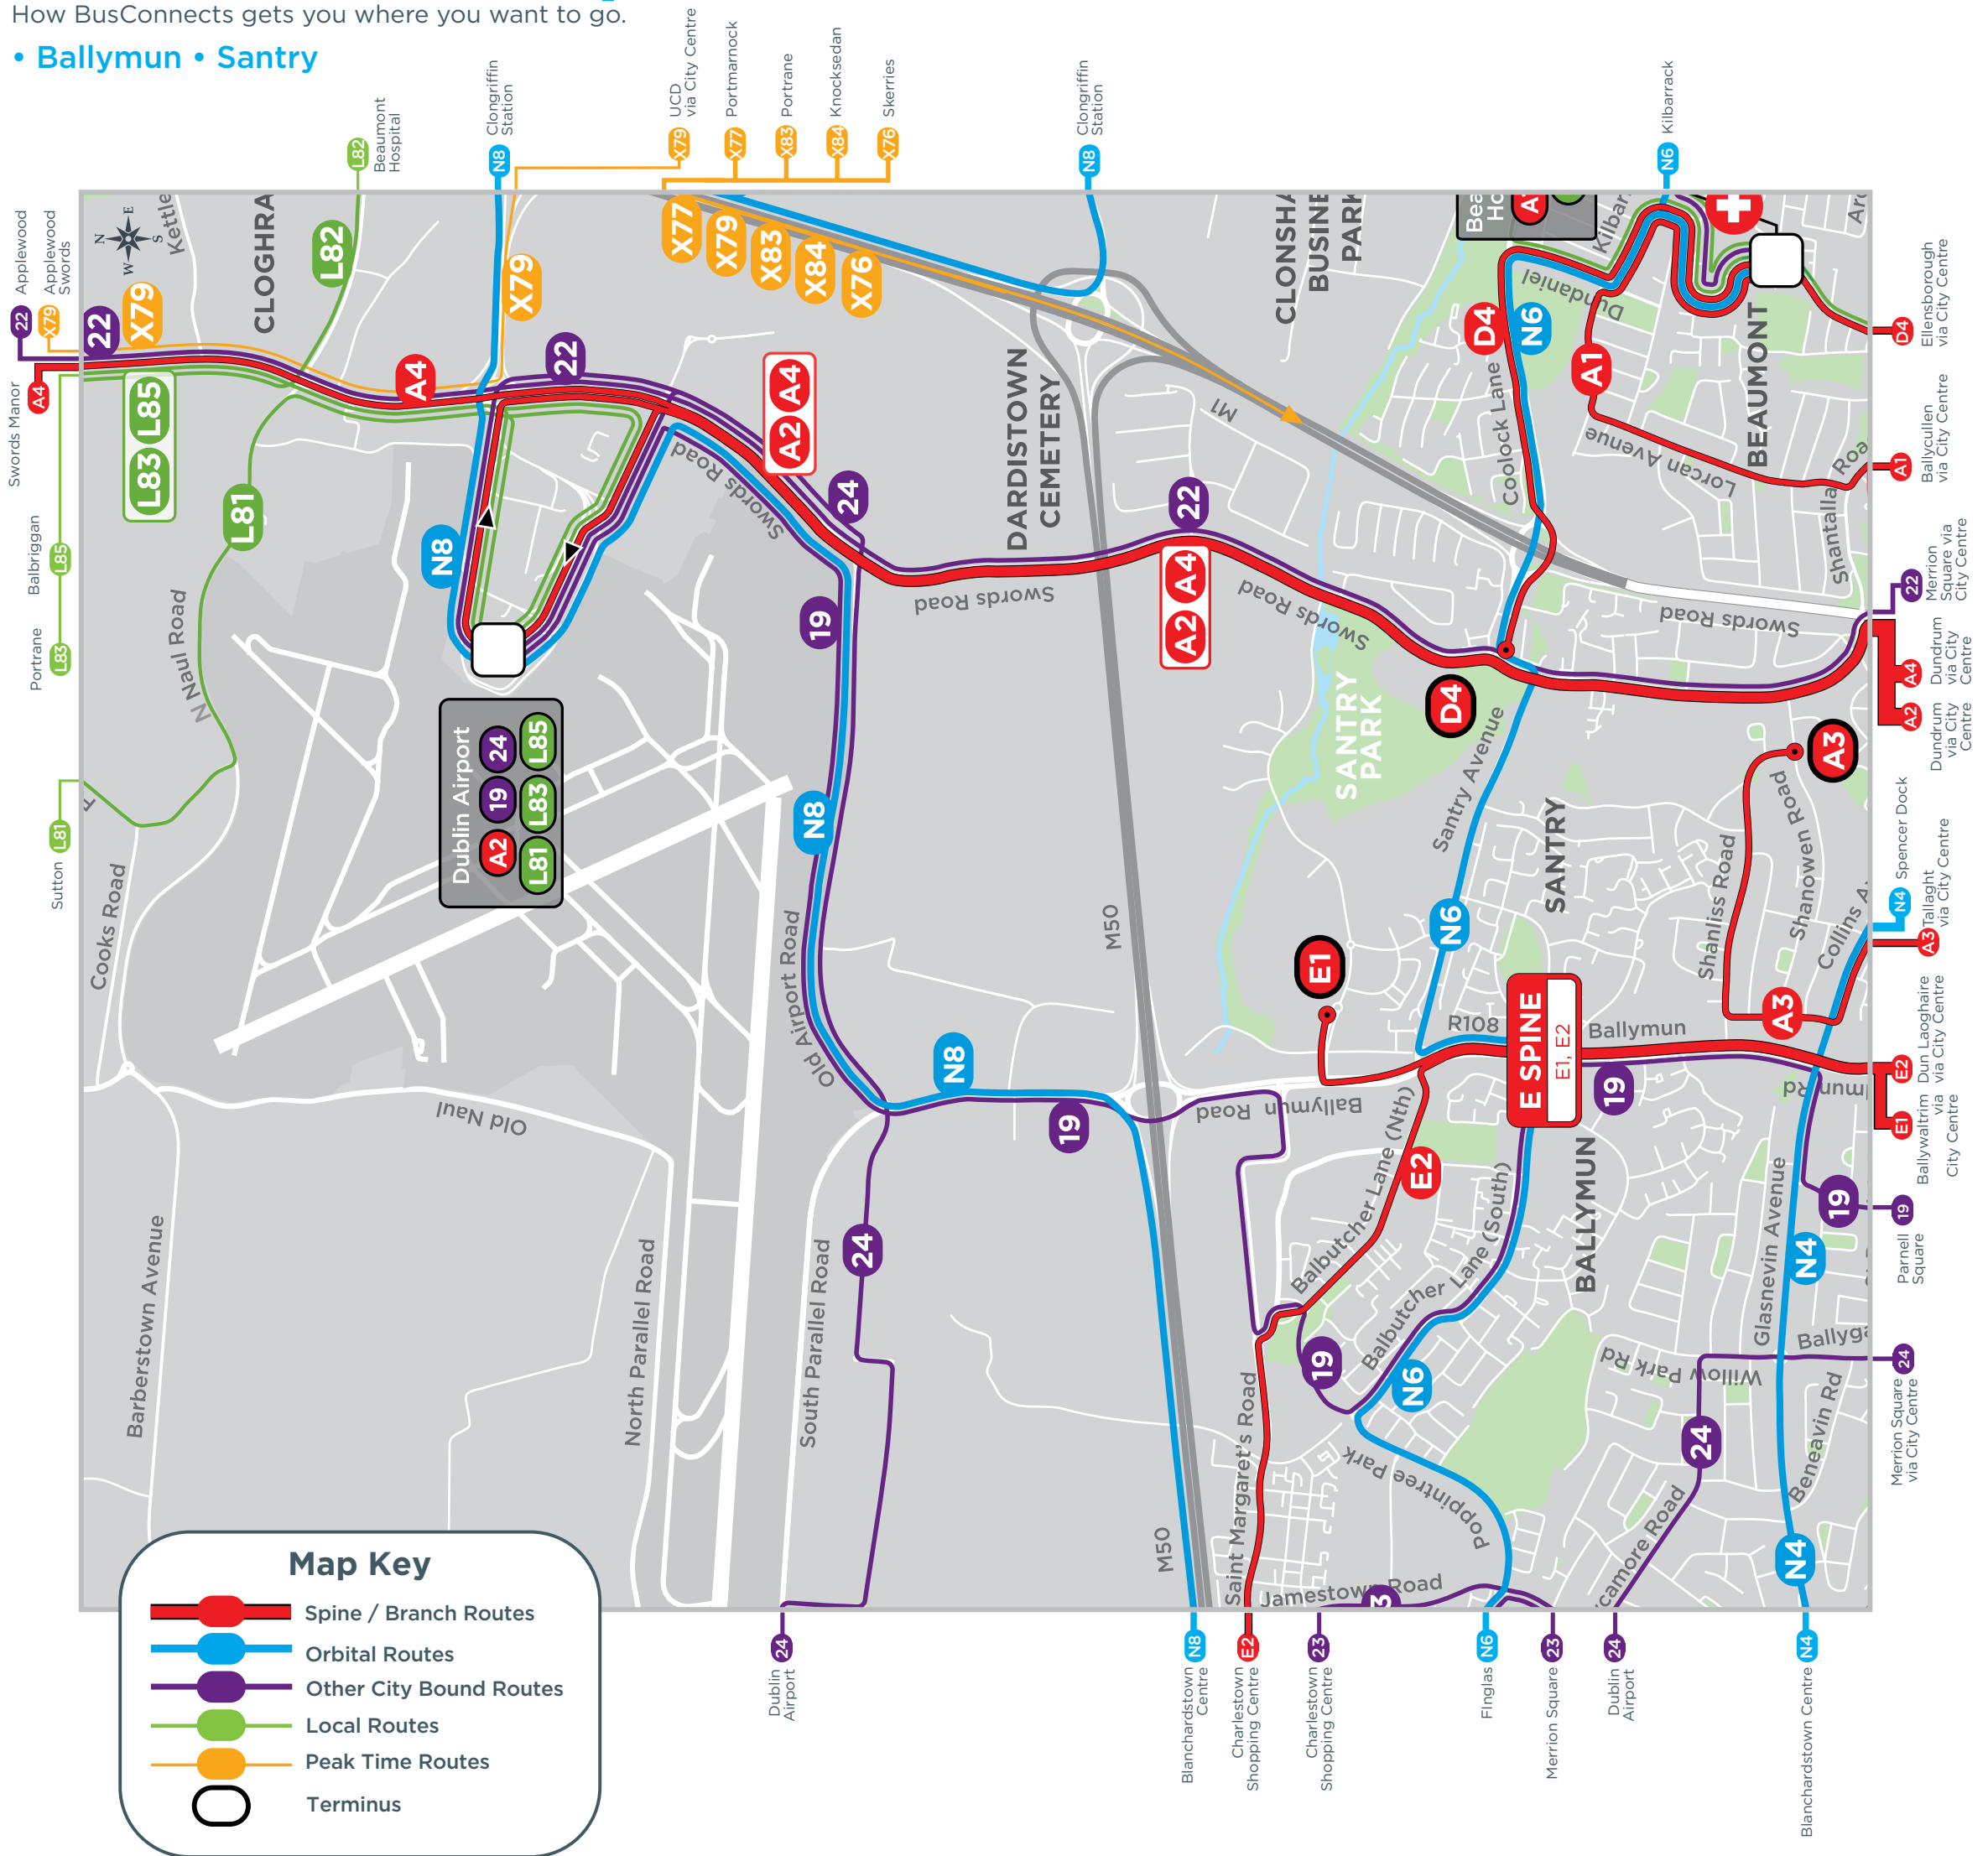 How BusConnects gets you where you want to go.
• Ballymun • Santry
UCD
via City Centre
Portmarnock
Portrane
Knocksedan
Skerries
X79
X77
X83
X84
X76
Beaumont
Hospital
L82
Clongriffin
Station
N8
Clongriffin
Station
N8
Kilbarrack
N6
Applewood
22
Applewood
Swords
X79
Swords Manor
A4
Balbriggan
L85
Portrane
L83
Sutton
L81
N
E
S
W
Kettle
CLOGHRA
L82
22
X79
L83 L85
A4
22
X79
X77
X79
X83
X84
X76
A2 A4
L81
N8
Swords Road
24
19
DARDISTOWN
CEMETERY
M1
CLONSHA
BUSINE
PARK
Bea
Ho
Kilbar
Dundaniel
D4
N6
A1
Coolock Lane
Lorcan Avenue
BEAUMONT
Shantalla
Roa
Swords Road
22
A2 A4
Swords Road
Swords Road
SANTRY
PARK
D4
Santry Avenue
A3
N Naul Road
Dublin Airport
A2 19 24
L81 L83 L85
Cooks Road
N8
Old Airport Road
M50
E1
N6
SANTRY
Shanliss Road
Shanowen Road
Collins A
A3
R108
Ballymun
E SPINE
E1, E2
19
lmun Rd
N8
19
Ballymun Road
Old Naul
Barberstown Avenue
North Parallel Road
South Parallel Road
24
Balbutcher Lane (Nth)
E2
Balbutcher Lane (South)
BALLYMUN
Glasnevin Avenue
N4
19
Ballyga
Willow Park Rd
24
19
N6
Poppintree Park
Saint Margaret's Road
M50
Jamestown Road
3
camore Road
Beneavin Rd
N4
D4
Ellensborough
via City Centre
A1
Ballycullen
via City Centre
22
Merrion
Square via
City Centre
A4
Dundrum
via City
Centre
A2
Dundrum
via City
Centre
N4
Spencer Dock
A3
Tallaght
via City Centre
E2
Dun Laoghaire
via City Centre
E1
Ballywaltrim
via
City Centre
19
Parnell
Square
24
Merrion Square
via City Centre
24
Dublin
Airport
N8
Blanchardstown
Centre
E2
Charlestown
Shopping Centre
23
Charlestown
Shopping Centre
N6
FInglas
23
Merrion Square
24
Dublin
Airport
N4
Blanchardstown Centre
Map Key
Spine / Branch Routes
Orbital Routes
Other City Bound Routes
Local Routes
Peak Time Routes
Terminus